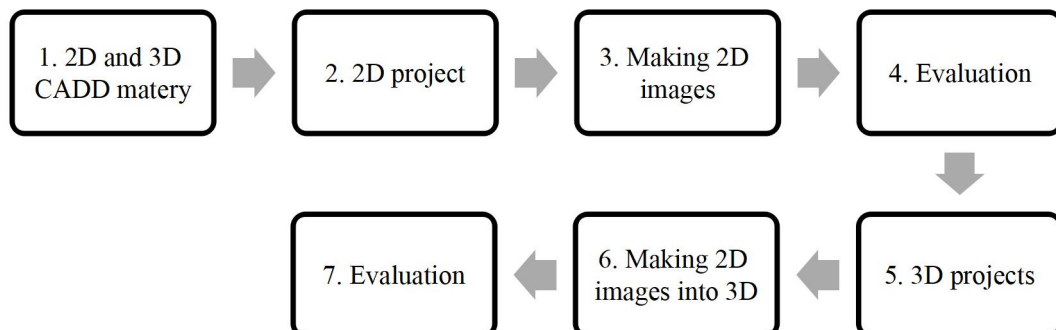 1. 2D and 3D
CADD matery
2. 2D project
3. Making 2D
images
4. Evaluation
5. 3D projects
6. Making 2D
images into 3D
7. Evaluation